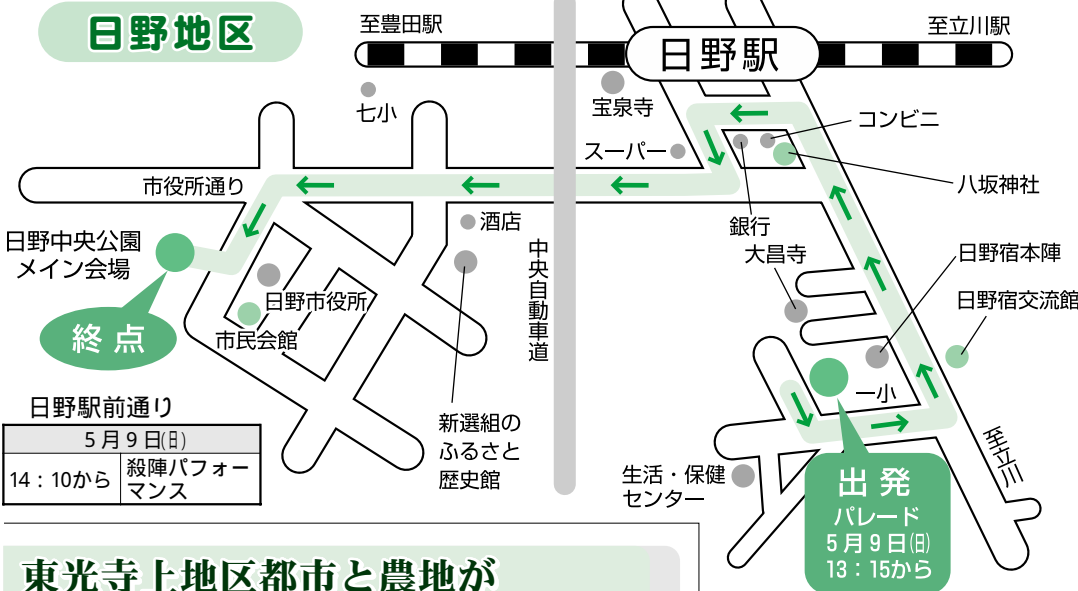 日野地区
至豊田駅
至立川駅
日野駅
七小
宝泉寺
コンビニ
スーパー
市役所通り
八坂神社
銀行
酒店
日野中央公園
メイン会場
大昌寺
日野宿本陣
中央自動車道
日野市役所
日野宿交流館
市民会館
終点
一小
日野駅前通り
5月9日(日)
14：10から
殺陣パフォー
マンス
新選組の
ふるさと
歴史館
至立川
生活・保健
センター
出発
パレード
5月9日(日)
13：15から
東光寺上地区都市と農地が